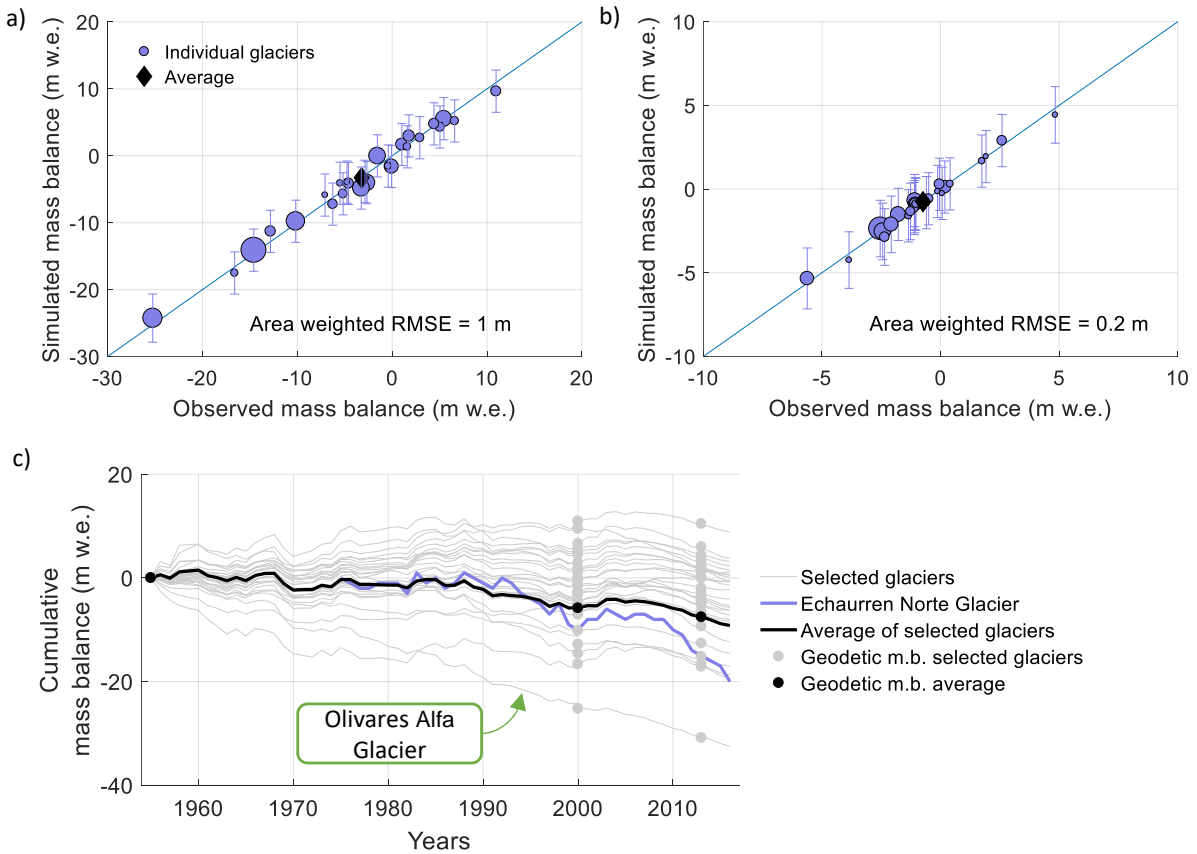 a)
Simulated mass balance (m w.e.)
20
10
0
-10
-20
-30
Individual glaciers
Average
Area weighted RMSE = 1 m
-30
-20
-10
0
10
20
Observed mass balance (m w.e.)
b)
Simulated mass balance (m w.e.)
10
5
0
-5
-10
Area weighted RMSE = 0.2 m
-10
-5
0
5
10
Observed mass balance (m w.e.)
c)
Cumulative
mass balance (m w.e.)
20
0
-20
-40
Olivares Alfa
Glacier
1960
1970
1980
1990
2000
2010
Years
Selected glaciers
Echaurren Norte Glacier
Average of selected glaciers
Geodetic m.b. selected glaciers
Geodetic m.b. average